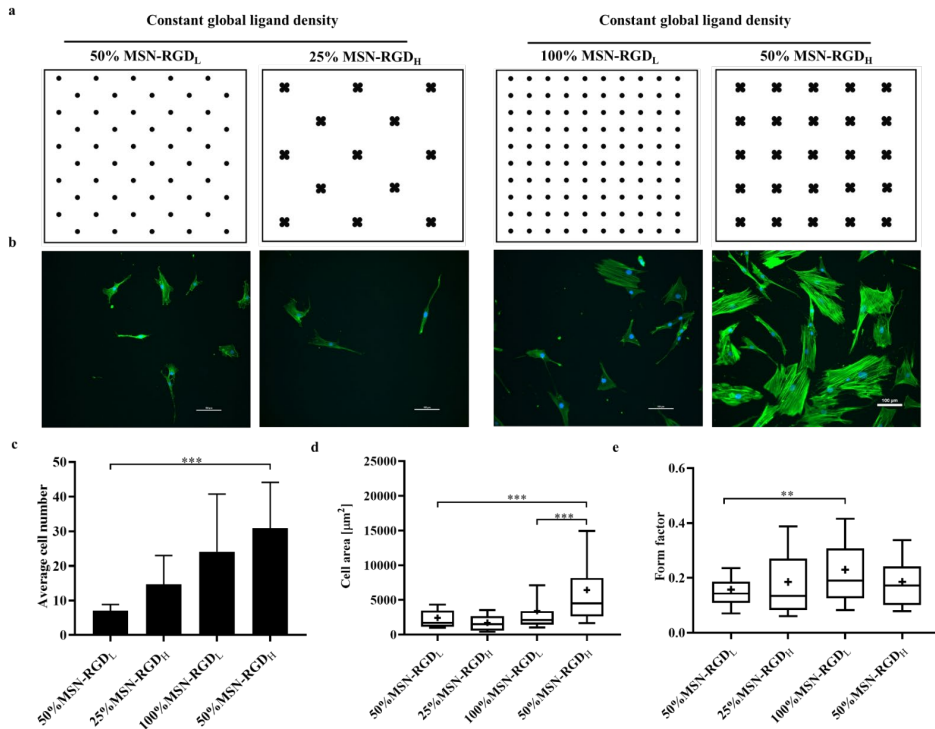 a
Constant global ligand density
Constant global ligand density
50% MSN-RGDL
25% MSN-RGDH
100% MSN-RGDL
50% MSN-RGDH
b
100 µm
c
d
e
Average cell number
50
40
30
20
10
0
***
50%MSN-RGDL
25%MSN-RGDH
100%MSN-RGDL
50%MSN-RGDH
Cell area [µm²]
25000
20000
15000
10000
5000
0
***
***
50%MSN-RGDL
25%MSN-RGDH
100%MSN-RGDL
50%MSN-RGDH
Form factor
0.6
0.4
0.2
0.0
**
50%MSN-RGDL
25%MSN-RGDH
100%MSN-RGDL
50%MSN-RGDH